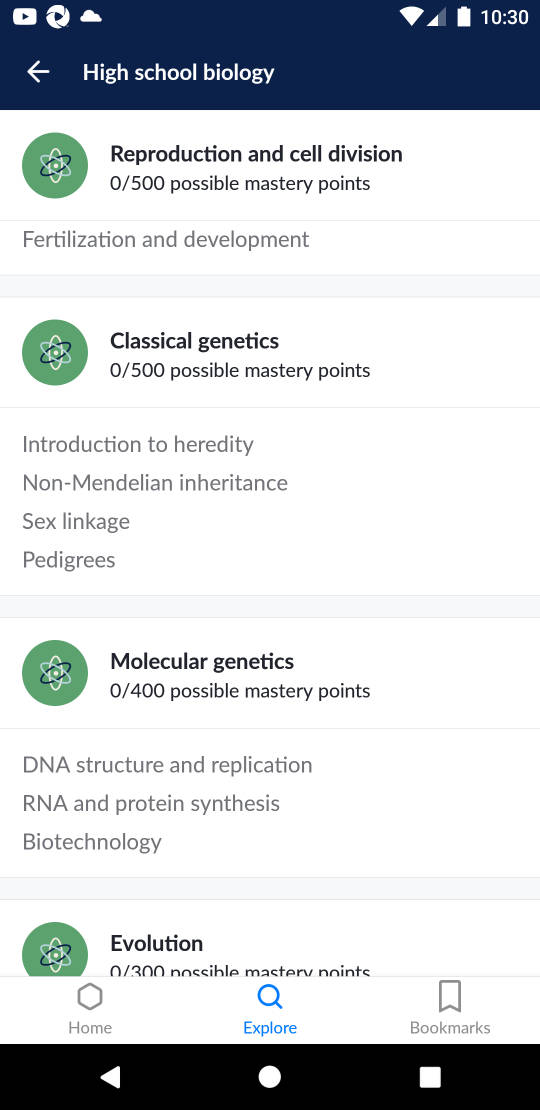 10:30
High school biology
Reproduction and cell division
0/500 possible mastery points
Fertilization and development
Classical genetics
0/500 possible mastery points
Introduction to heredity
Non-Mendelian inheritance
Sex linkage
Pedigrees
Molecular genetics
0/400 possible mastery points
DNA structure and replication
RNA and protein synthesis
Biotechnology
Evolution
0/300 possible mastery points
Home
Explore
Bookmarks